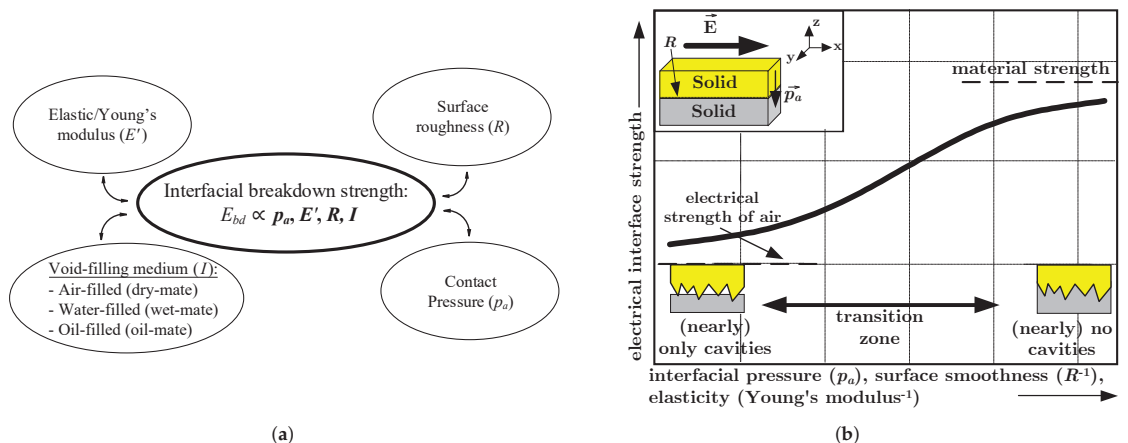 Elastic/Young's
modulus (E′)
Surface
roughness (R)
Interfacial breakdown strength:
E_bd ∝ p_a, E′, R, I
Void-filling medium (I):
- Air-filled (dry-mate)
- Water-filled (wet-mate)
- Oil-filled (oil-mate)
Contact
Pressure (p_a)
(a)
electrical interface strength
E
R
z
x
y
Solid
Solid
p_a
material strength
electrical
strength of air
(nearly)
only cavities
transition
zone
(nearly) no
cavities
interfacial pressure (p_a), surface smoothness (R⁻¹),
elasticity (Young's modulus⁻¹)
(b)